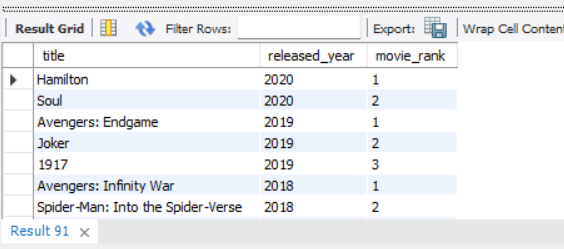 Result Grid Filter Rows: Export: Wrap Cell Conten
title released_year movie_rank
Hamilton 2020 1
Soul 2020 2
Avengers: Endgame 2019 1
Joker 2019 2
1917 2019 3
Avengers: Infinity War 2018 1
Spider-Man: Into the Spider-Verse 2018 2
Result 91 ×